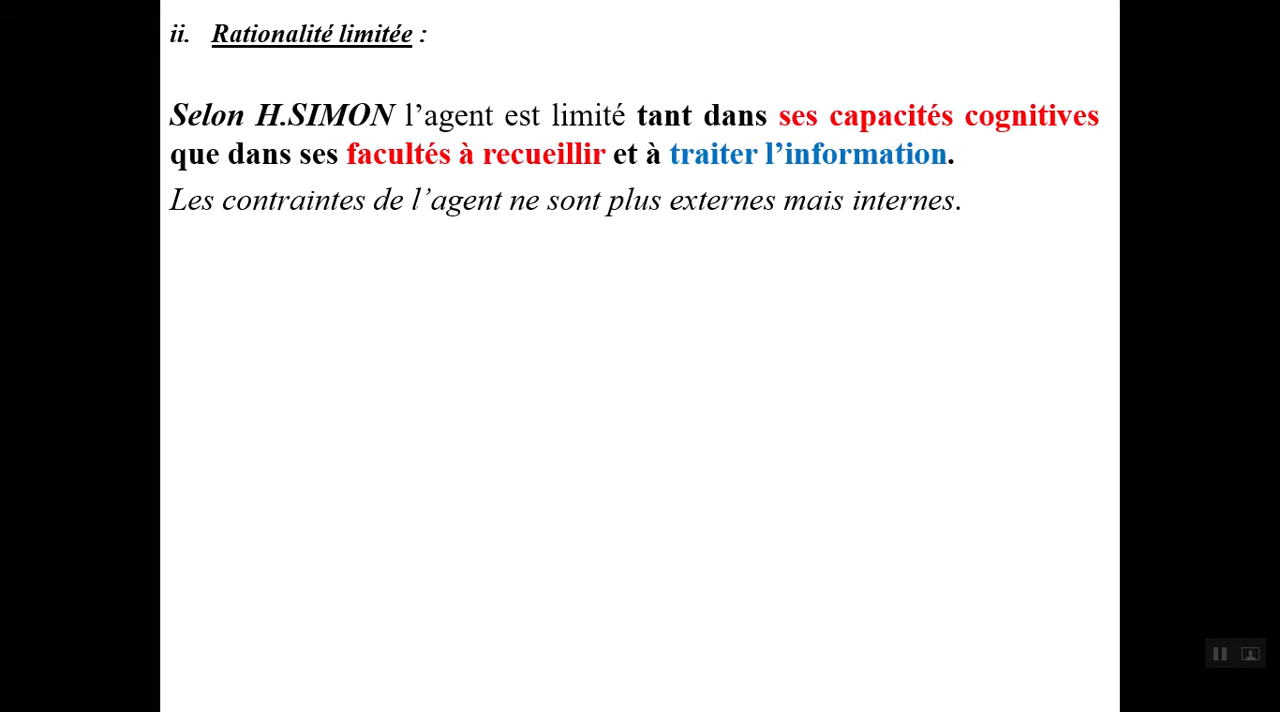 ii. Rationalité limitée :
Selon H.SIMON l’agent est limité tant dans ses capacités cognitives
que dans ses facultés à recueillir et à traiter l’information.
Les contraintes de l’agent ne sont plus externes mais internes.